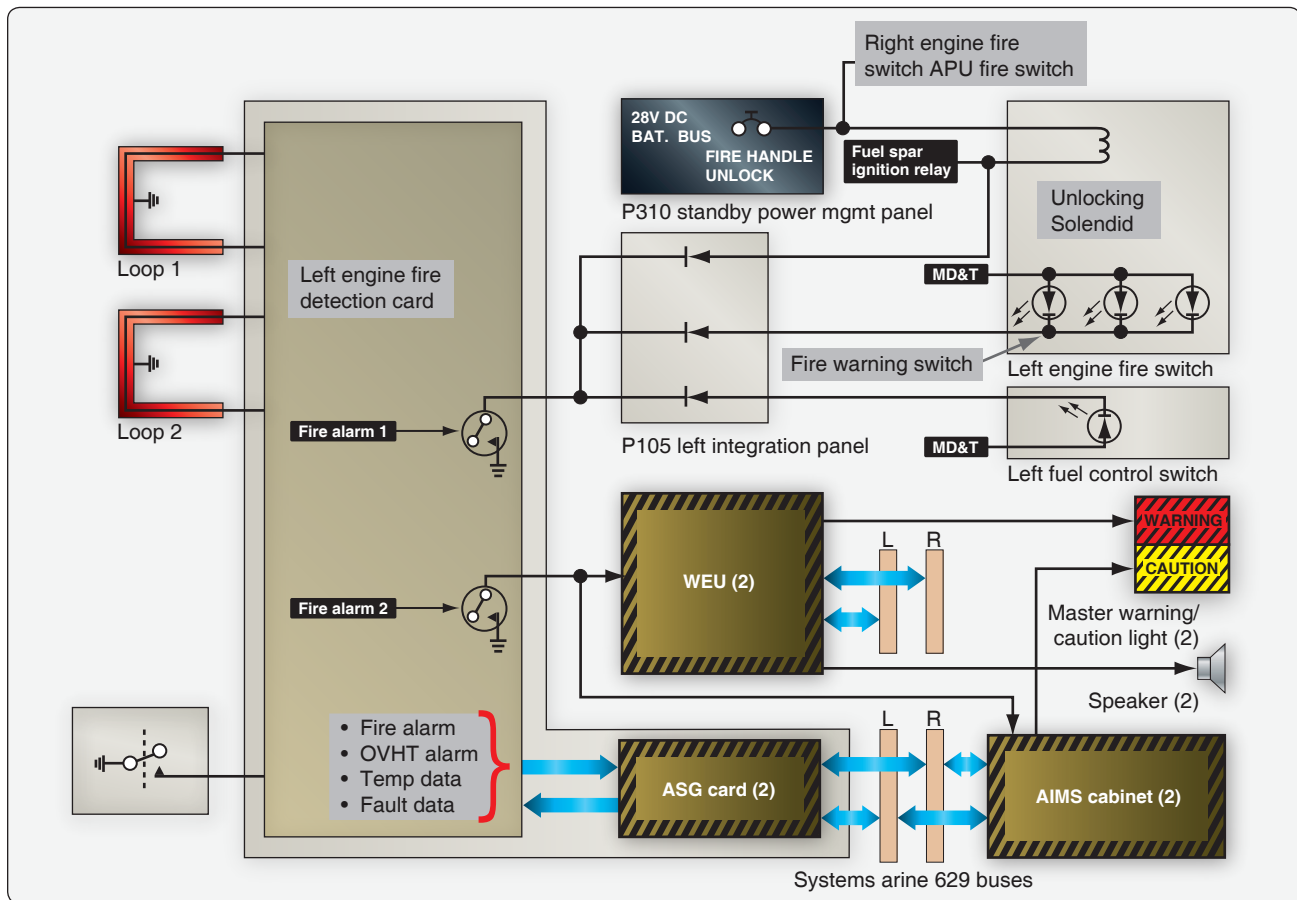 Right engine fire
switch APU fire switch
28V DC
BAT. BUS
FIRE HANDLE
UNLOCK
Fuel spar
ignition relay
P310 standby power mgmt panel
Unlocking
Solendid
Loop 1
Left engine fire
detection card
MD&T
Fire warning switch
Left engine fire switch
Loop 2
Fire alarm 1
P105 left integration panel
MD&T
Left fuel control switch
WARNING
CAUTION
L
R
WEU (2)
Fire alarm 2
Master warning/
caution light (2)
Speaker (2)
• Fire alarm
• OVHT alarm
• Temp data
• Fault data
L
R
ASG card (2)
AIMS cabinet (2)
Systems arine 629 buses